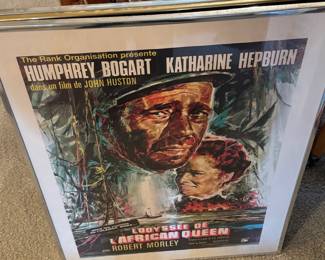 The Rank Organisation présente
HUMPHREY BOGART KATHARINE HEPBURN
dans un film de JOHN HUSTON
L'ODYSSÉE DE
L'AFRICAN QUEEN
avec ROBERT MORLEY